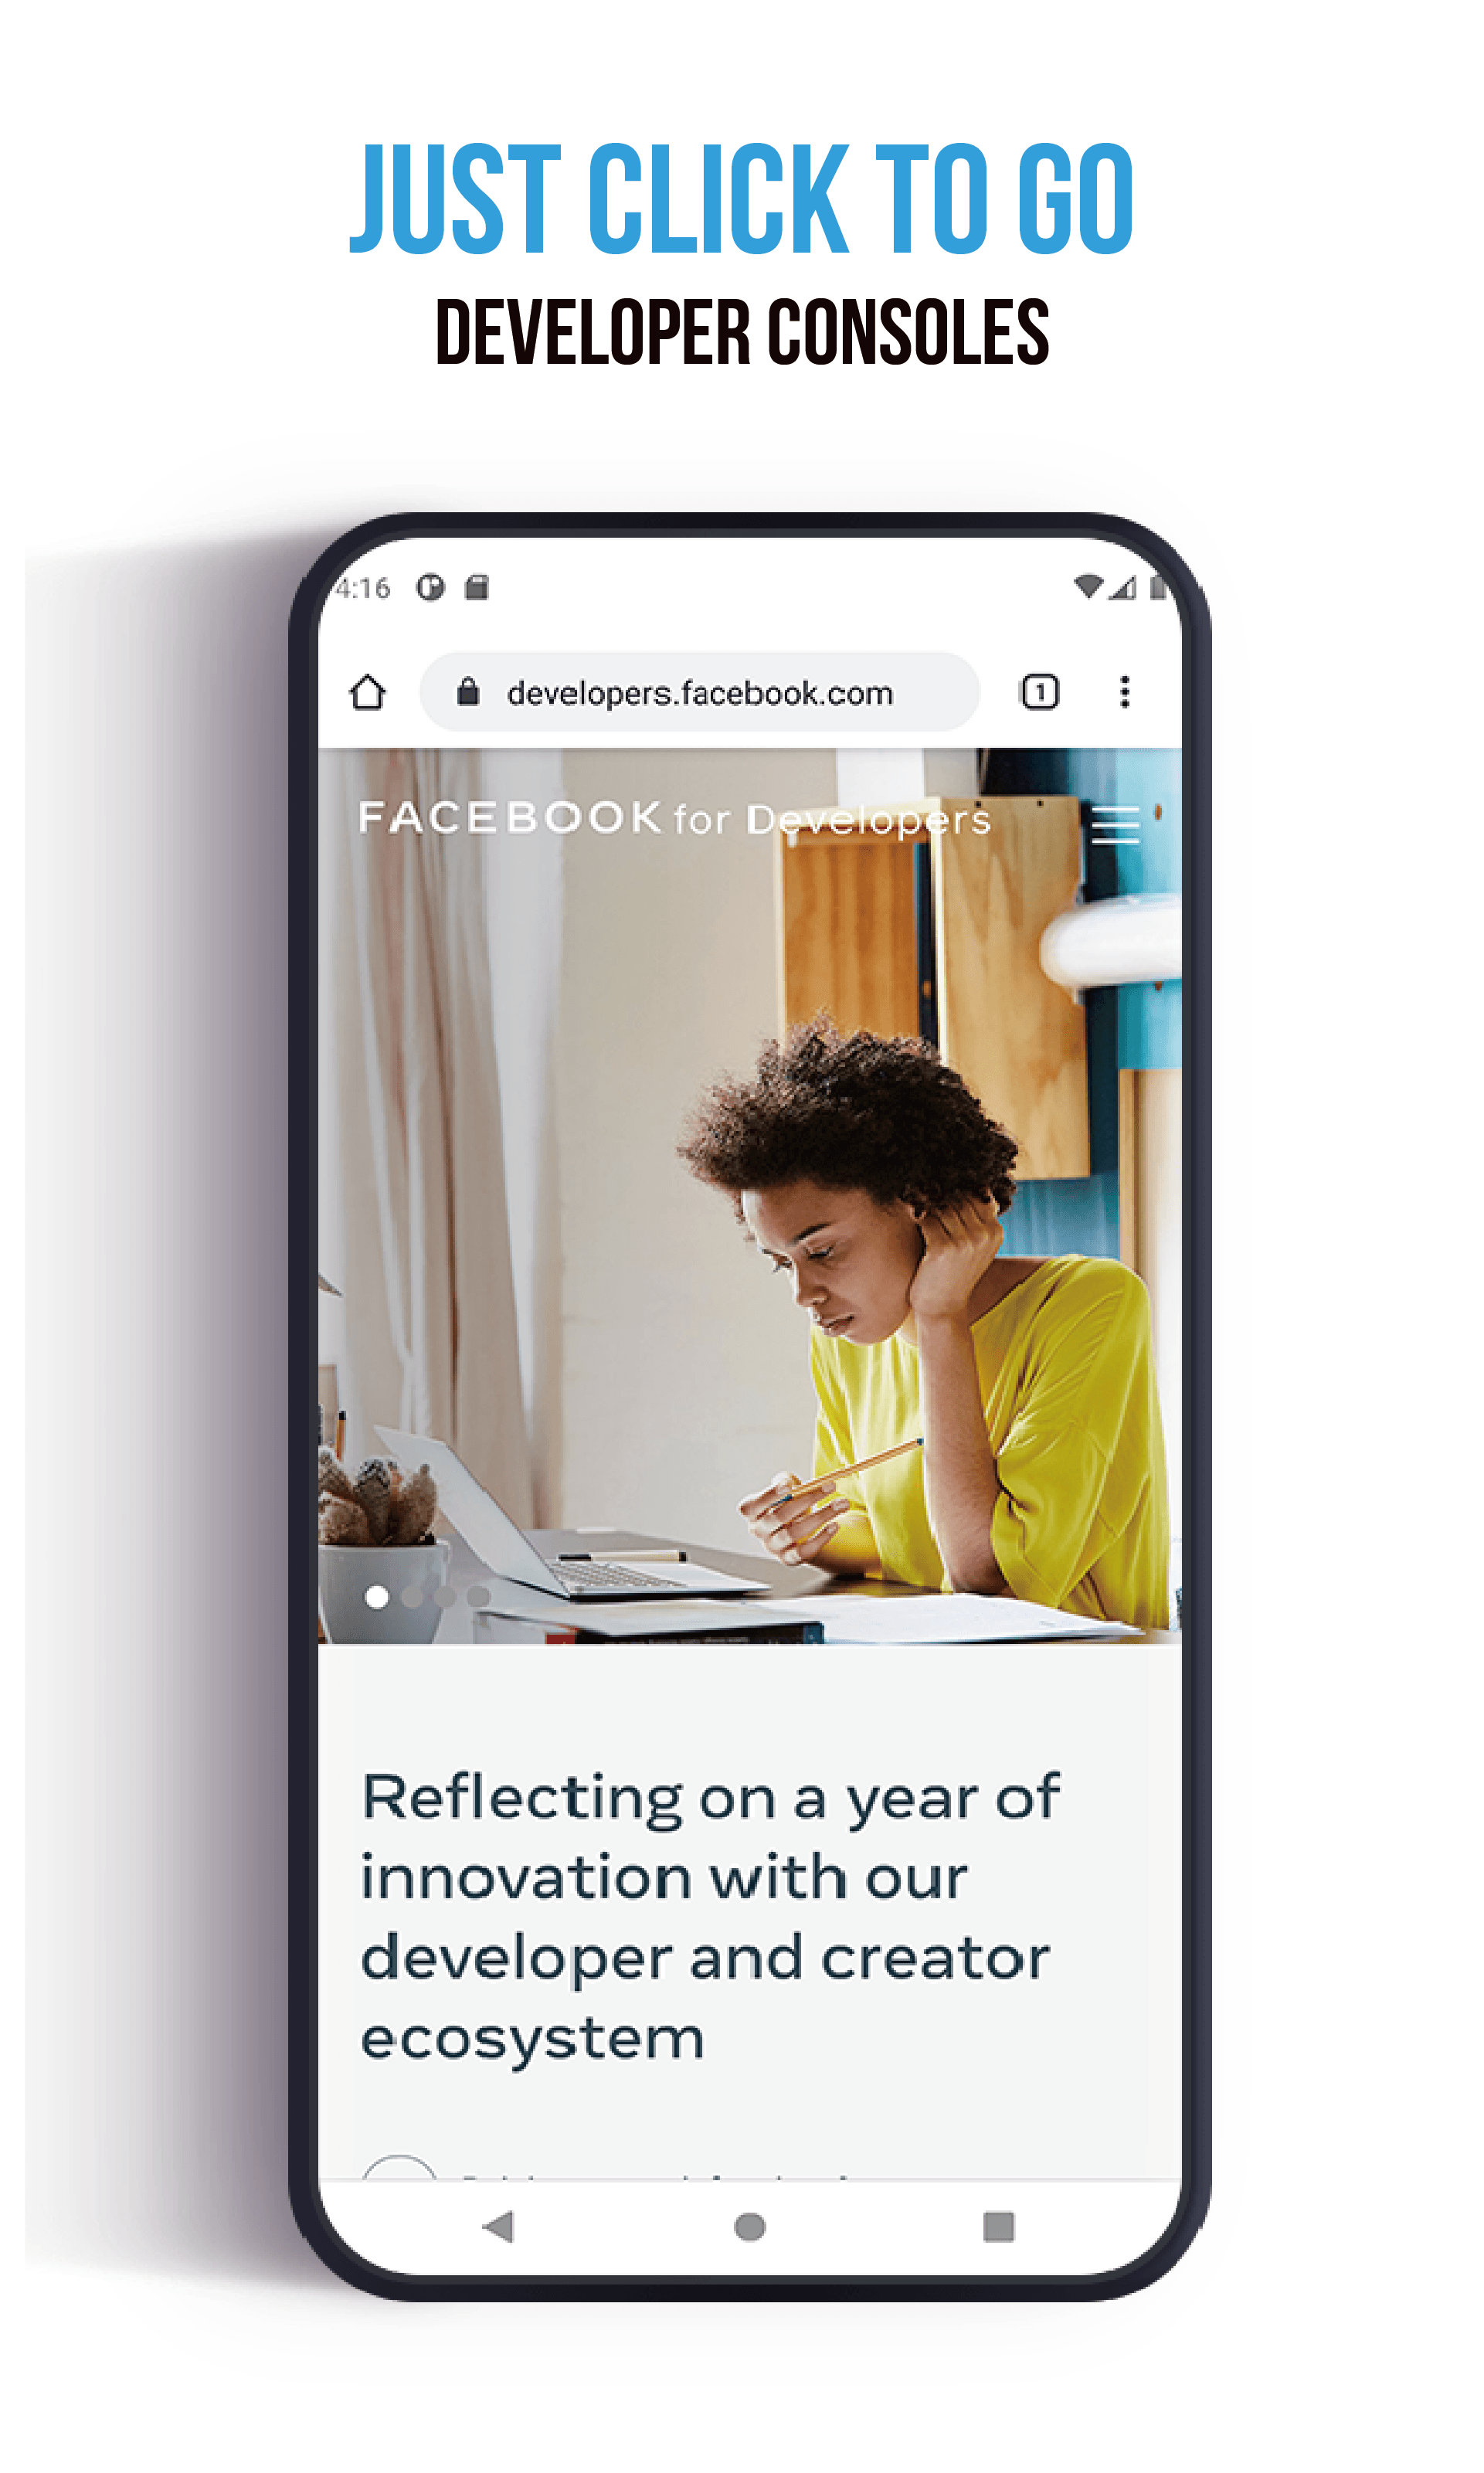 JUST CLICK TO GO
DEVELOPER CONSOLES
4:16
developers.facebook.com
1
FACEBOOK for Developers
Reflecting on a year of
innovation with our
developer and creator
ecosystem